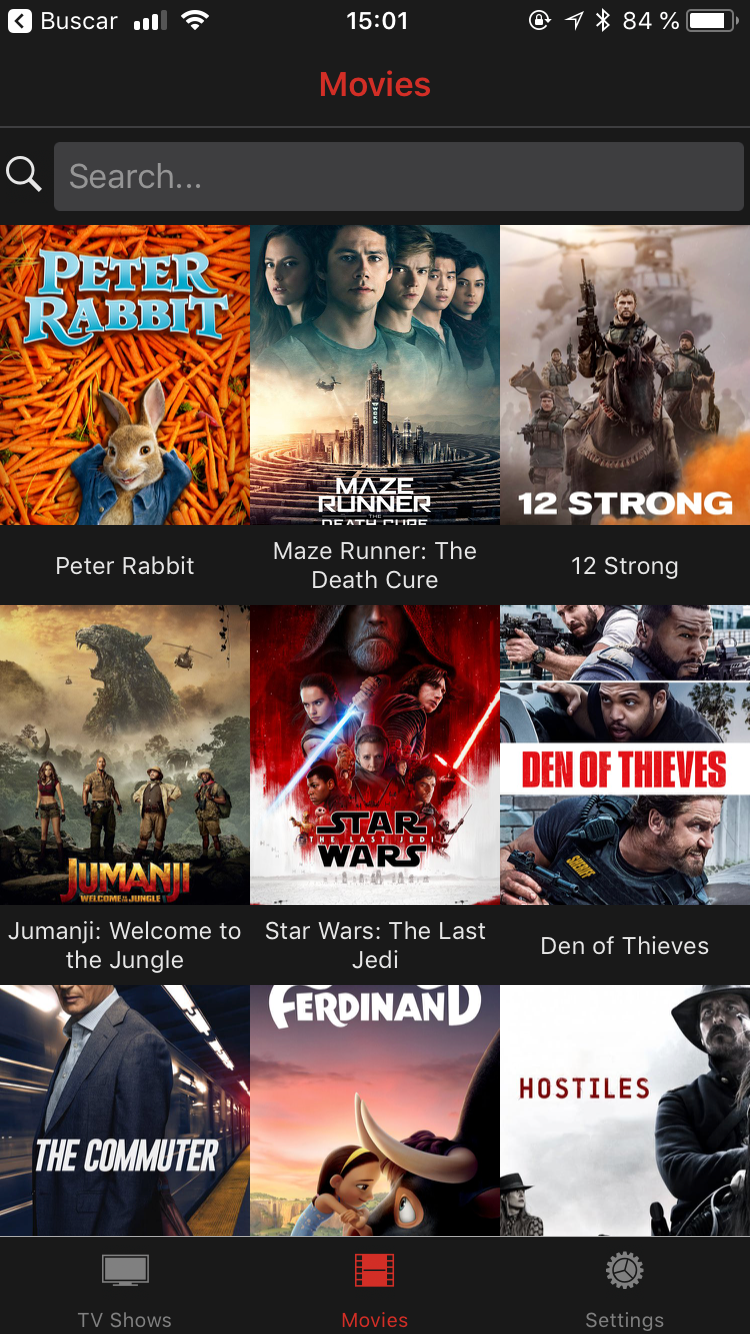 Buscar
15:01
84 %
Movies
Search...
PETER
RABBIT
MAZE
RUNNER
THE
DEATH CURE
12 STRONG
Peter Rabbit
Maze Runner: The
Death Cure
12 Strong
JUMANJI
WELCOME TO THE JUNGLE
STAR
THE LAST JEDI
WARS
DEN OF THIEVES
SHERIFF
Jumanji: Welcome to
the Jungle
Star Wars: The Last
Jedi
Den of Thieves
THE COMMUTER
FERDINAND
HOSTILES
TV Shows
Movies
Settings